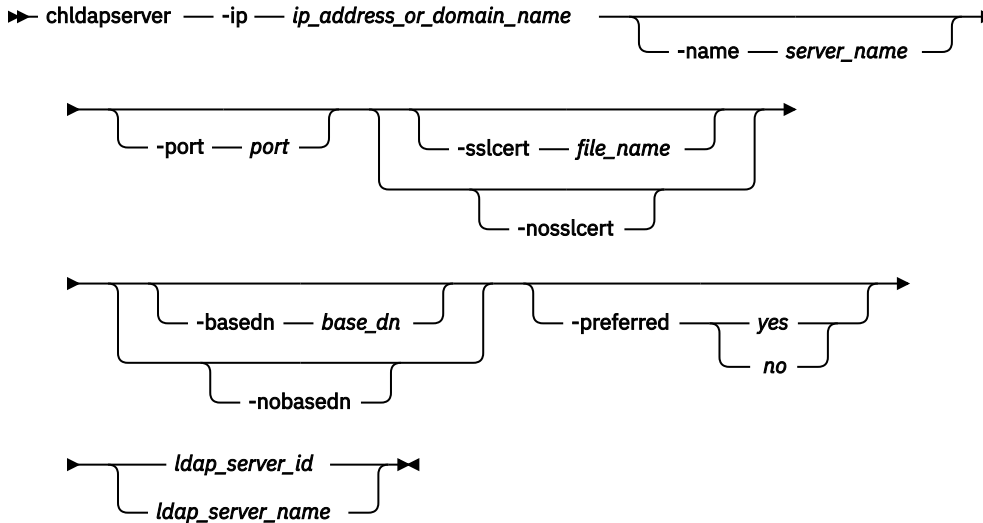 chldapserver -ip ip_address_or_domain_name
-name server_name
-port port
-sslcert file_name
-nosslcert
-basedn base_dn
-preferred yes
no
-nobasedn
ldap_server_id
ldap_server_name